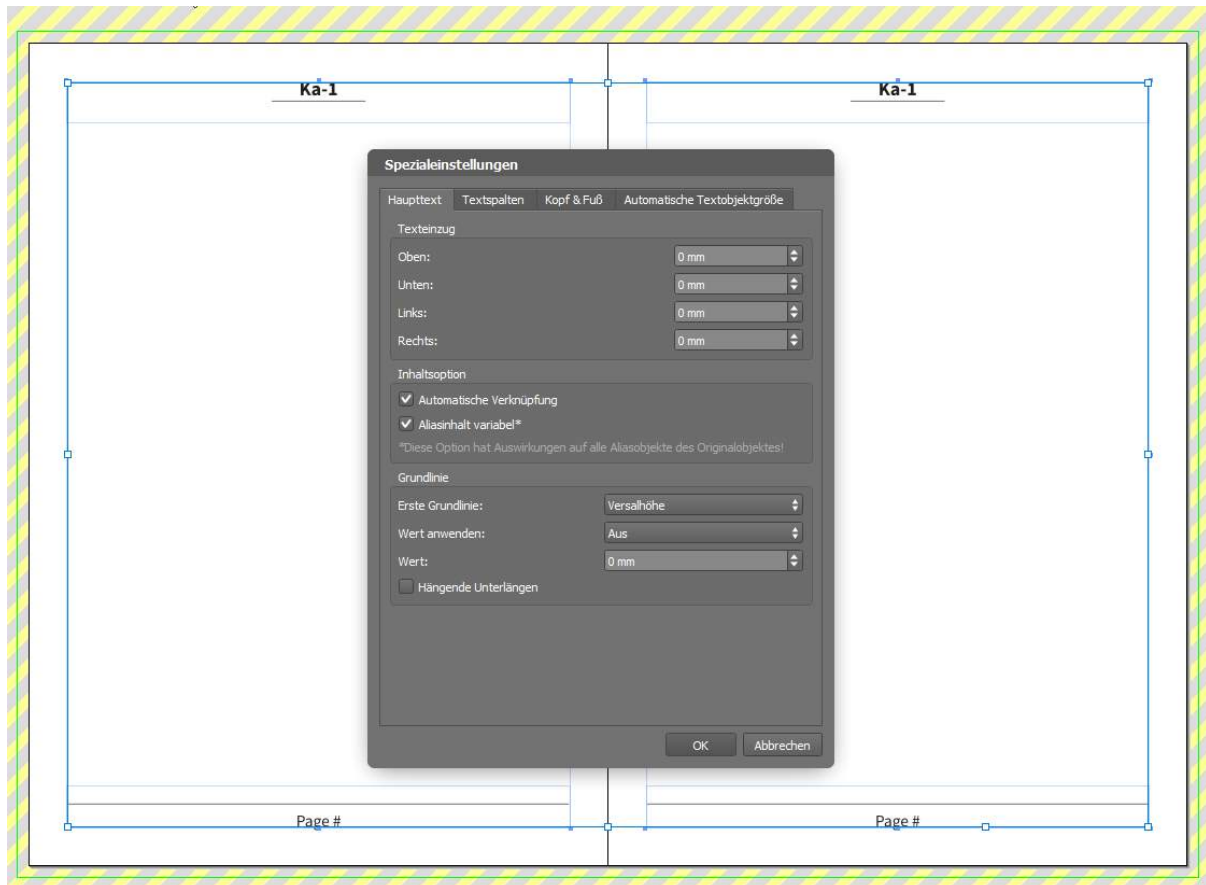 Ka-1
Ka-1
Spezialeinstellungen
Haupttext Textspalten Kopf & Fuß Automatische Textobjektgröße
Texteinzug
Oben: 0 mm
Unten: 0 mm
Links: 0 mm
Rechts: 0 mm
Inhaltsoption
Automatische Verknüpfung
Aliasinhalt variabel*
*Diese Option hat Auswirkungen auf alle Aliasobjekte des Originalobjektes!
Grundlinie
Erste Grundlinie: Versalhöhe
Wert anwenden: Aus
Wert: 0 mm
Hängende Unterlängen
OK Abbrechen
Page #
Page #